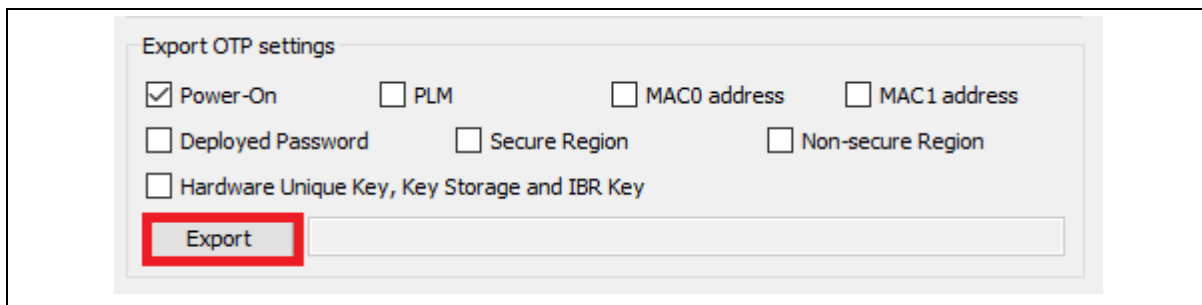 Export OTP settings
Power-On PLM MAC0 address MAC1 address
Deployed Password Secure Region Non-secure Region
Hardware Unique Key, Key Storage and IBR Key
Export